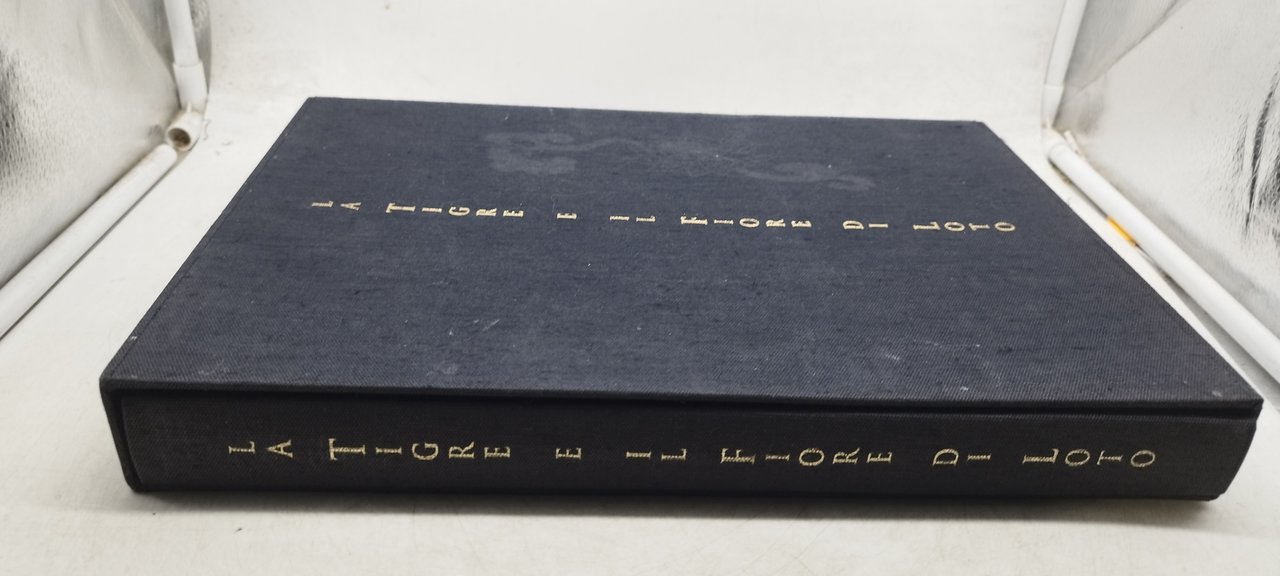 LA TIGRE E IL FIORE DI LOTO
LA TIGRE E IL FIORE DI LOTO